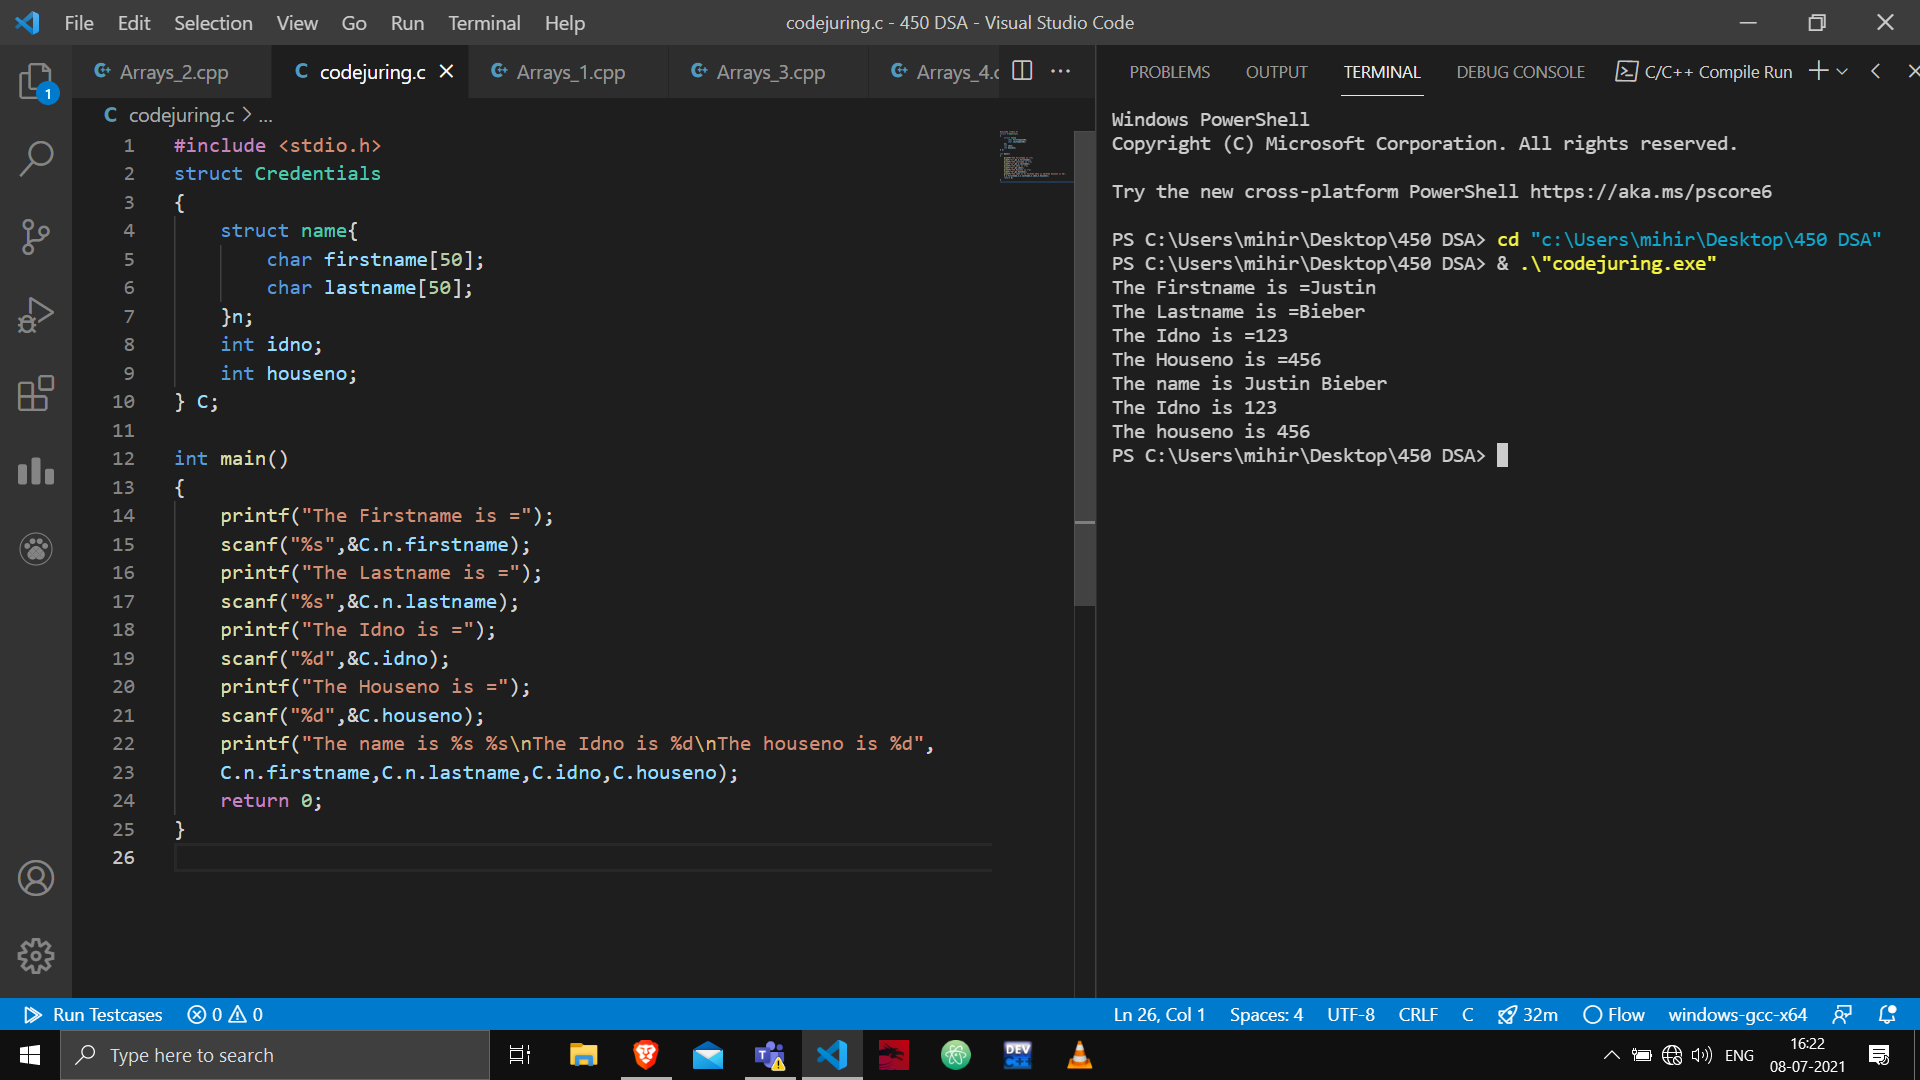 File Edit Selection View Go Run Terminal Help codejuring.c - 450 DSA - Visual Studio Code
Arrays_2.cpp codejuring.c Arrays_1.cpp Arrays_3.cpp Arrays_4.c
codejuring.c > ...
1 #include <stdio.h>
2 struct Credentials
3 {
4     struct name{
5         char firstname[50];
6         char lastname[50];
7     }n;
8     int idno;
9     int houseno;
10 } C;
11
12 int main()
13 {
14     printf("The Firstname is =");
15     scanf("%s",&C.n.firstname);
16     printf("The Lastname is =");
17     scanf("%s",&C.n.lastname);
18     printf("The Idno is =");
19     scanf("%d",&C.idno);
20     printf("The Houseno is =");
21     scanf("%d",&C.houseno);
22     printf("The name is %s %s\nThe Idno is %d\nThe houseno is %d",
23     C.n.firstname,C.n.lastname,C.idno,C.houseno);
24     return 0;
25 }
26
PROBLEMS OUTPUT TERMINAL DEBUG CONSOLE C/C++ Compile Run
Windows PowerShell
Copyright (C) Microsoft Corporation. All rights reserved.
Try the new cross-platform PowerShell https://aka.ms/pscore6
PS C:\Users\mihir\Desktop\450 DSA> cd "c:\Users\mihir\Desktop\450 DSA"
PS C:\Users\mihir\Desktop\450 DSA> & .\"codejuring.exe"
The Firstname is =Justin
The Lastname is =Bieber
The Idno is =123
The Houseno is =456
The name is Justin Bieber
The Idno is 123
The houseno is 456
PS C:\Users\mihir\Desktop\450 DSA>
1
Run Testcases 0 0 Ln 26, Col 1 Spaces: 4 UTF-8 CRLF C 32m Flow windows-gcc-x64
Type here to search DEV C++ ENG 16:22
08-07-2021